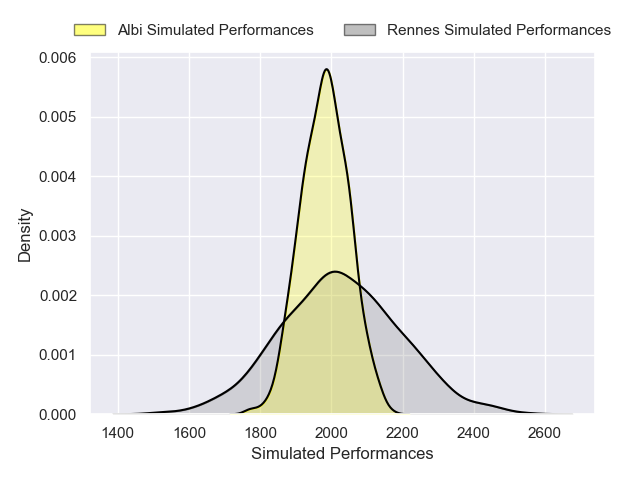 Albi Simulated Performances
Rennes Simulated Performances
0.006
0.005
0.004
0.003
0.002
0.001
0.000
Density
1400 1600 1800 2000 2200 2400 2600
Simulated Performances